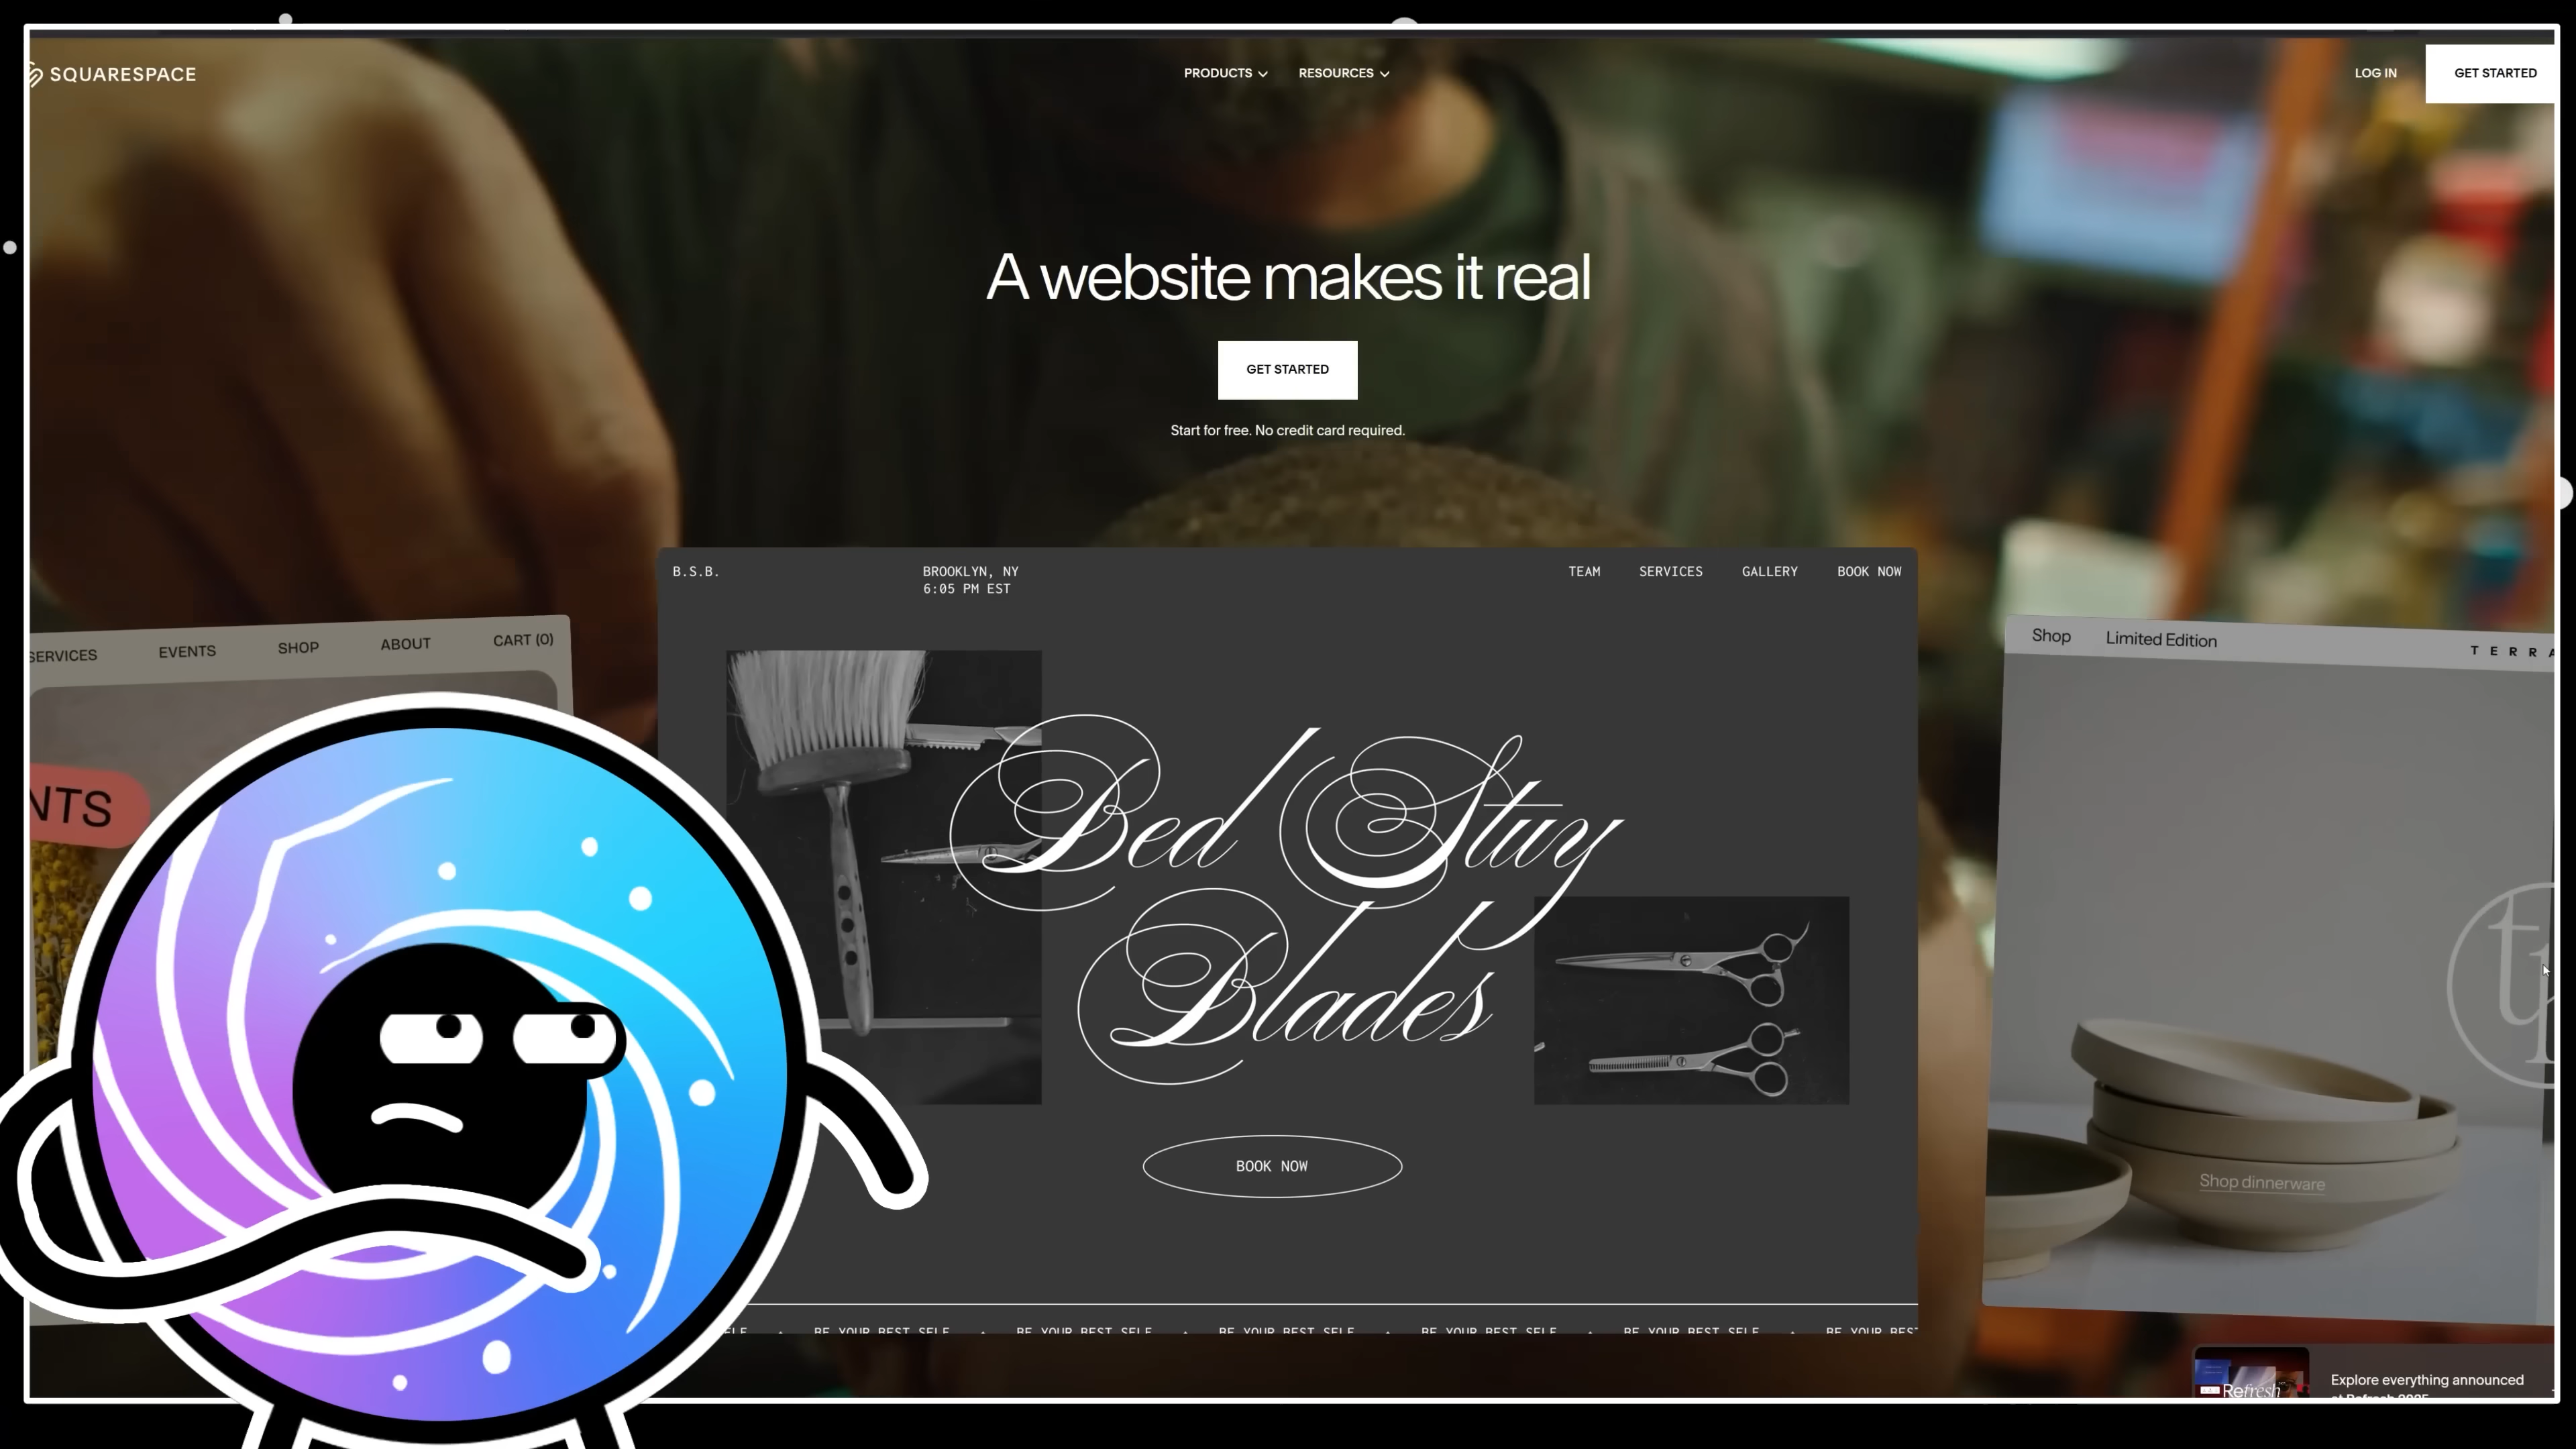 SQUARESPACE
PRODUCTS
RESOURCES
LOG IN
GET STARTED
A website makes it real
GET STARTED
Start for free. No credit card required.
B.S.B.
BROOKLYN, NY
6:05 PM EST
TEAM
SERVICES
GALLERY
BOOK NOW
SERVICES
EVENTS
SHOP
ABOUT
CART (0)
NTS
Bed Stuy
Blades
BOOK NOW
BE YOUR BEST SELF BE YOUR BEST SELF BE YOUR BEST SELF BE YOUR BEST SELF BE YOUR BEST SELF
Shop
Limited Edition
TERRA
Shop dinnerware
Refresh
Explore everything announced
at Refresh 2025